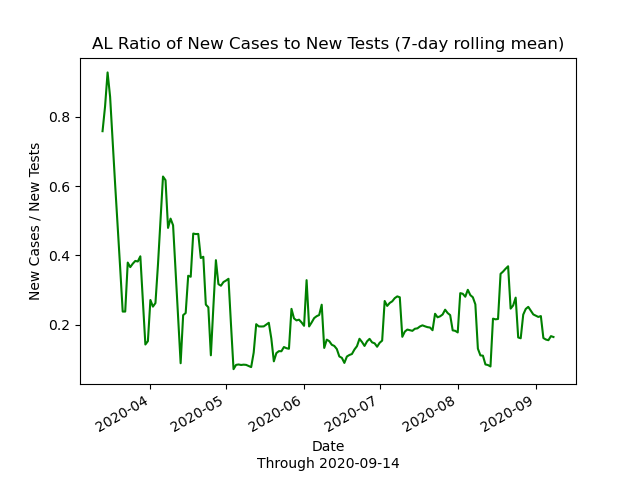 AL Ratio of New Cases to New Tests (7-day rolling mean)
New Cases / New Tests
0.8
0.6
0.4
0.2
2020-04
2020-05
2020-06
2020-07
2020-08
2020-09
Date
Through 2020-09-14